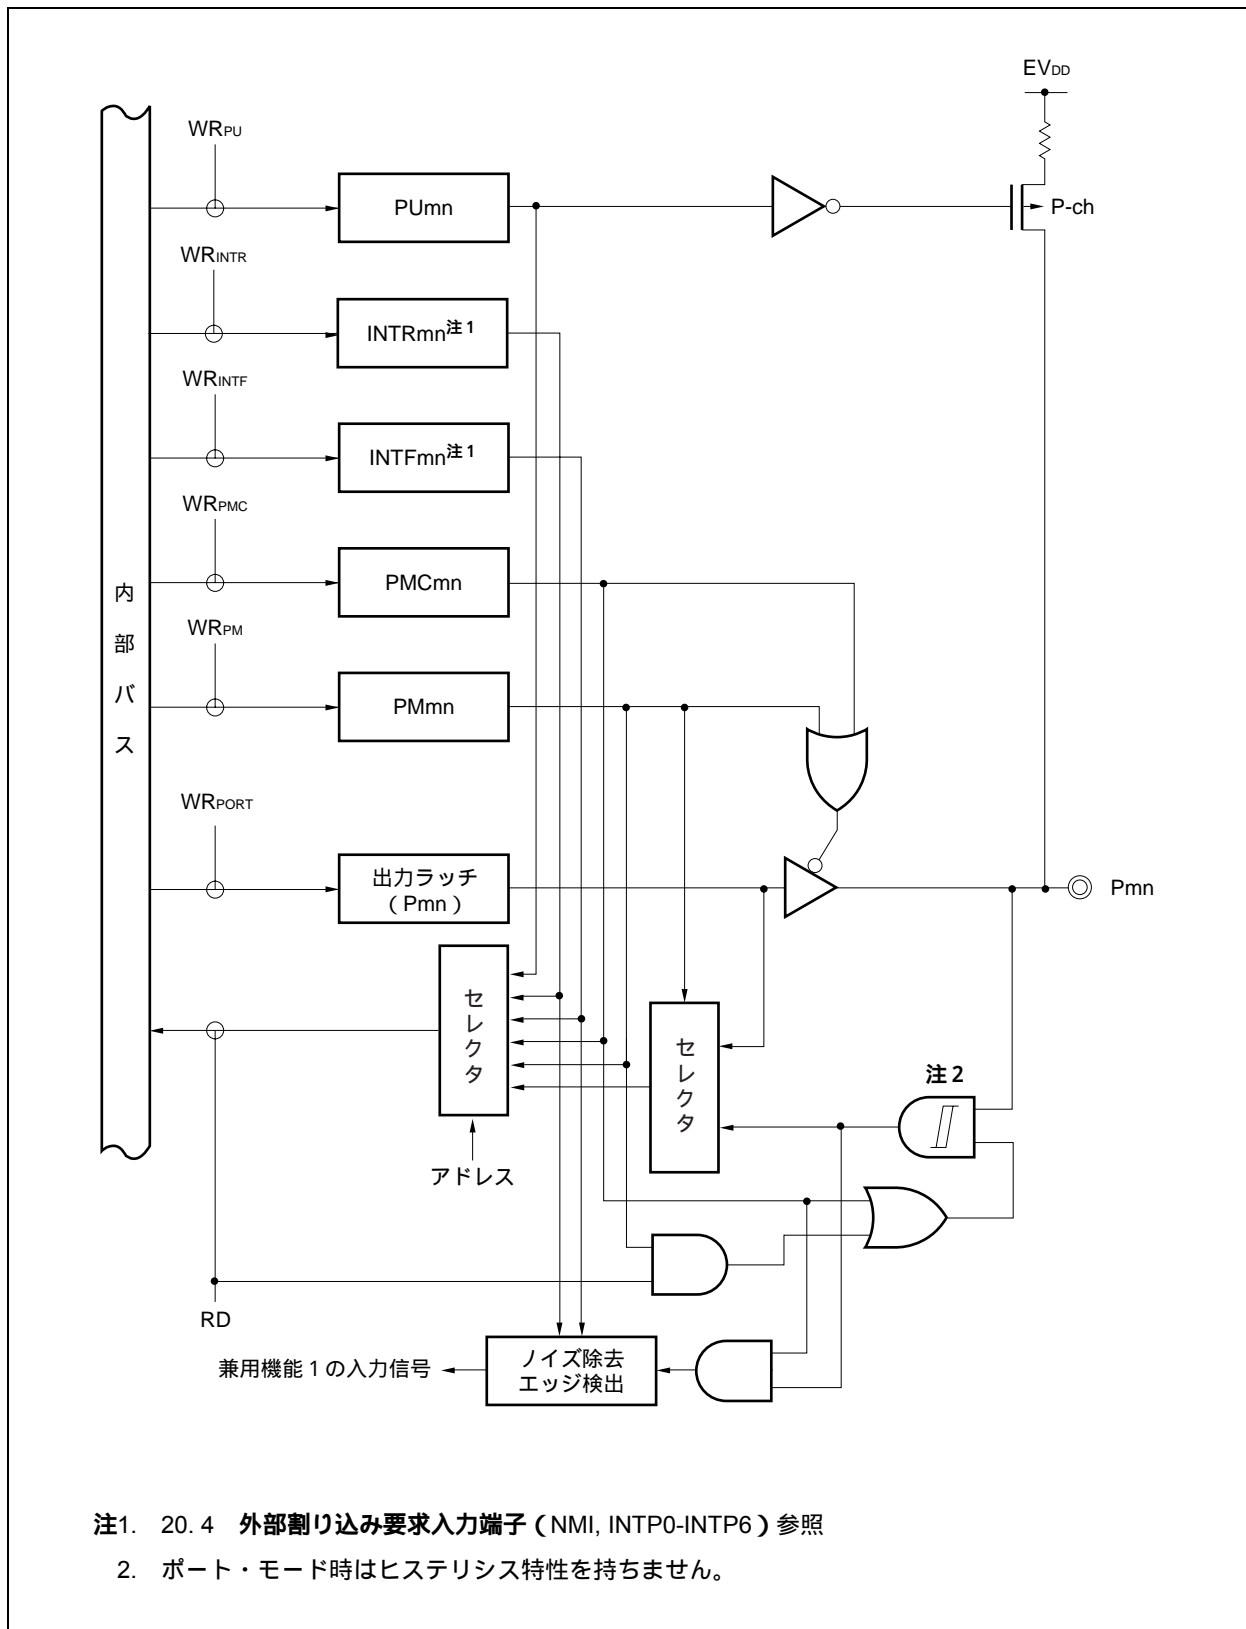 EVDD
WRPU
PUmn
P-ch
WRINTR
INTRmn注1
WRINTF
INTFmn注1
WRPMC
PMCmn
内部バス
WRPM
PMmn
WRPORT
出力ラッチ
（Pmn）
Pmn
セレクタ
セレクタ
注2
アドレス
RD
兼用機能1の入力信号
ノイズ除去
エッジ検出
注1. 20. 4 外部割り込み要求入力端子（NMI, INTP0-INTP6）参照
2. ポート・モード時はヒステリシス特性を持ちません。